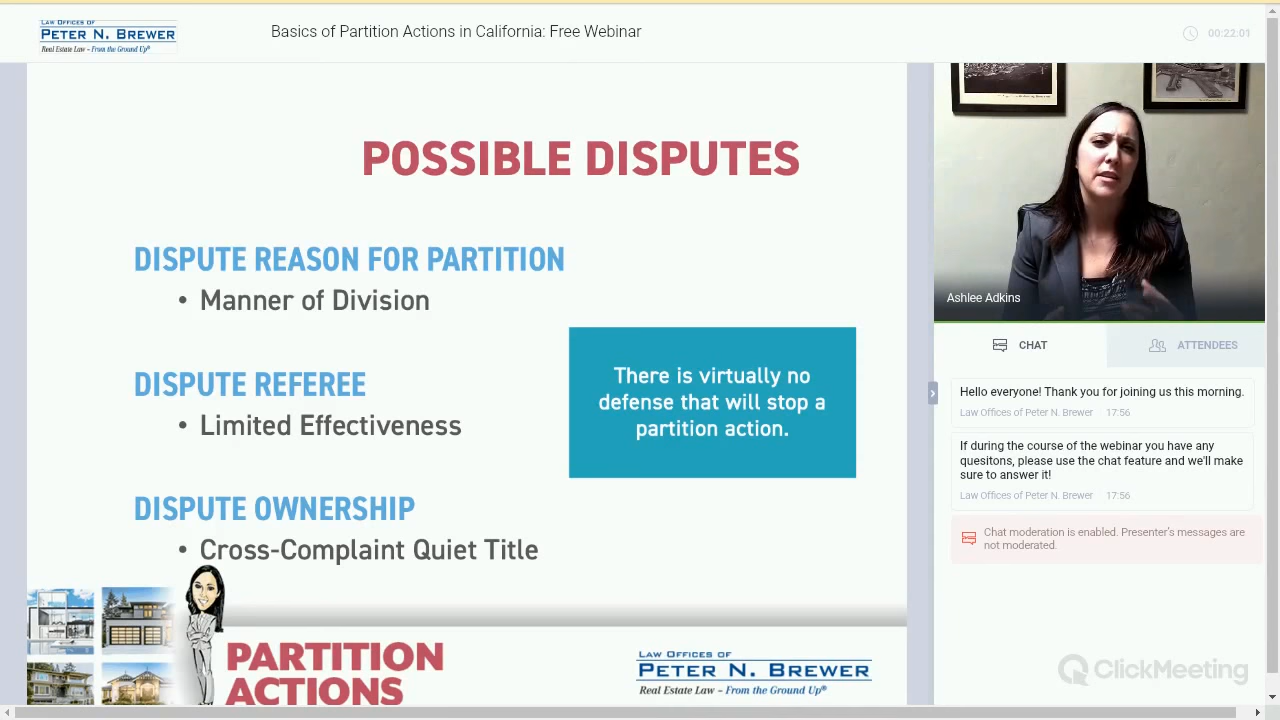 LAW OFFICES OF
PETER N. BREWER
Real Estate Law – From the Ground Up®
Basics of Partition Actions in California: Free Webinar
00:22:01
POSSIBLE DISPUTES
DISPUTE REASON FOR PARTITION
• Manner of Division
DISPUTE REFEREE
• Limited Effectiveness
DISPUTE OWNERSHIP
• Cross-Complaint Quiet Title
There is virtually no
defense that will stop a
partition action.
PARTITION
ACTIONS
LAW OFFICES OF
PETER N. BREWER
Real Estate Law – From the Ground Up®
Ashlee Adkins
CHAT
ATTENDEES
Hello everyone! Thank you for joining us this morning.
Law Offices of Peter N. Brewer 17:56
If during the course of the webinar you have any
quesitons, please use the chat feature and we'll make
sure to answer it!
Law Offices of Peter N. Brewer 17:56
Chat moderation is enabled. Presenter's messages are
not moderated.
ClickMeeting